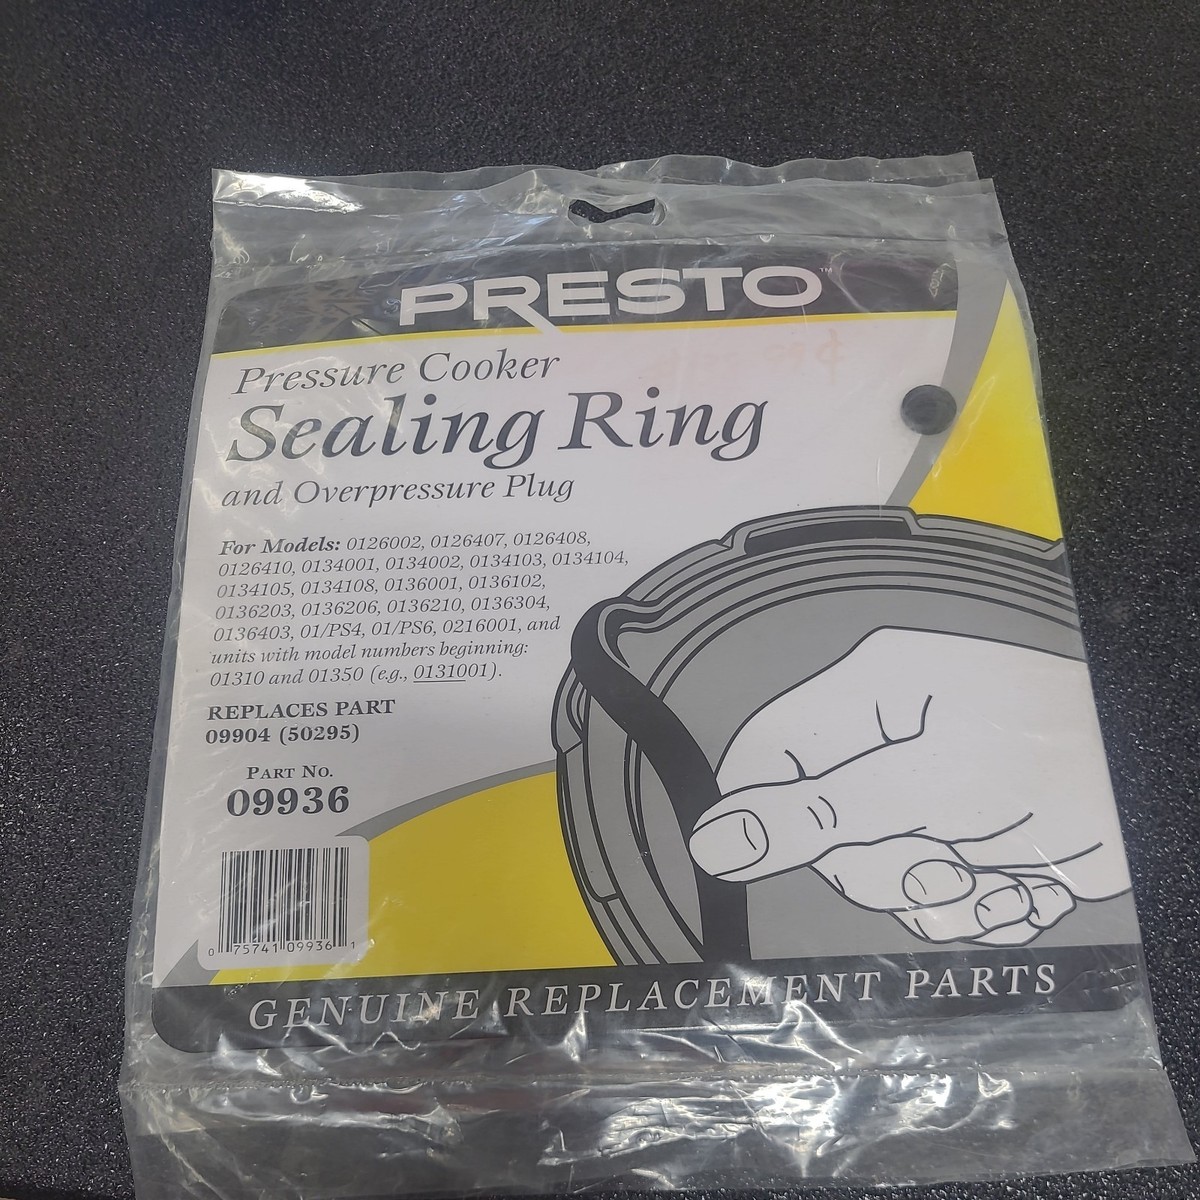 PRESTO™
Pressure Cooker
Sealing Ring
and Overpressure Plug
For Models: 0126002, 0126407, 0126408,
0126410, 0134001, 0134002, 0134103, 0134104,
0134105, 0134108, 0136001, 0136102,
0136203, 0136206, 0136210, 0136304,
0136403, 01/PS4, 01/PS6, 0216001, and
units with model numbers beginning:
01310 and 01350 (e.g., 0131001).
REPLACES PART
09904 (50295)
PART NO.
09936
0 75741 09936 1
GENUINE REPLACEMENT PARTS